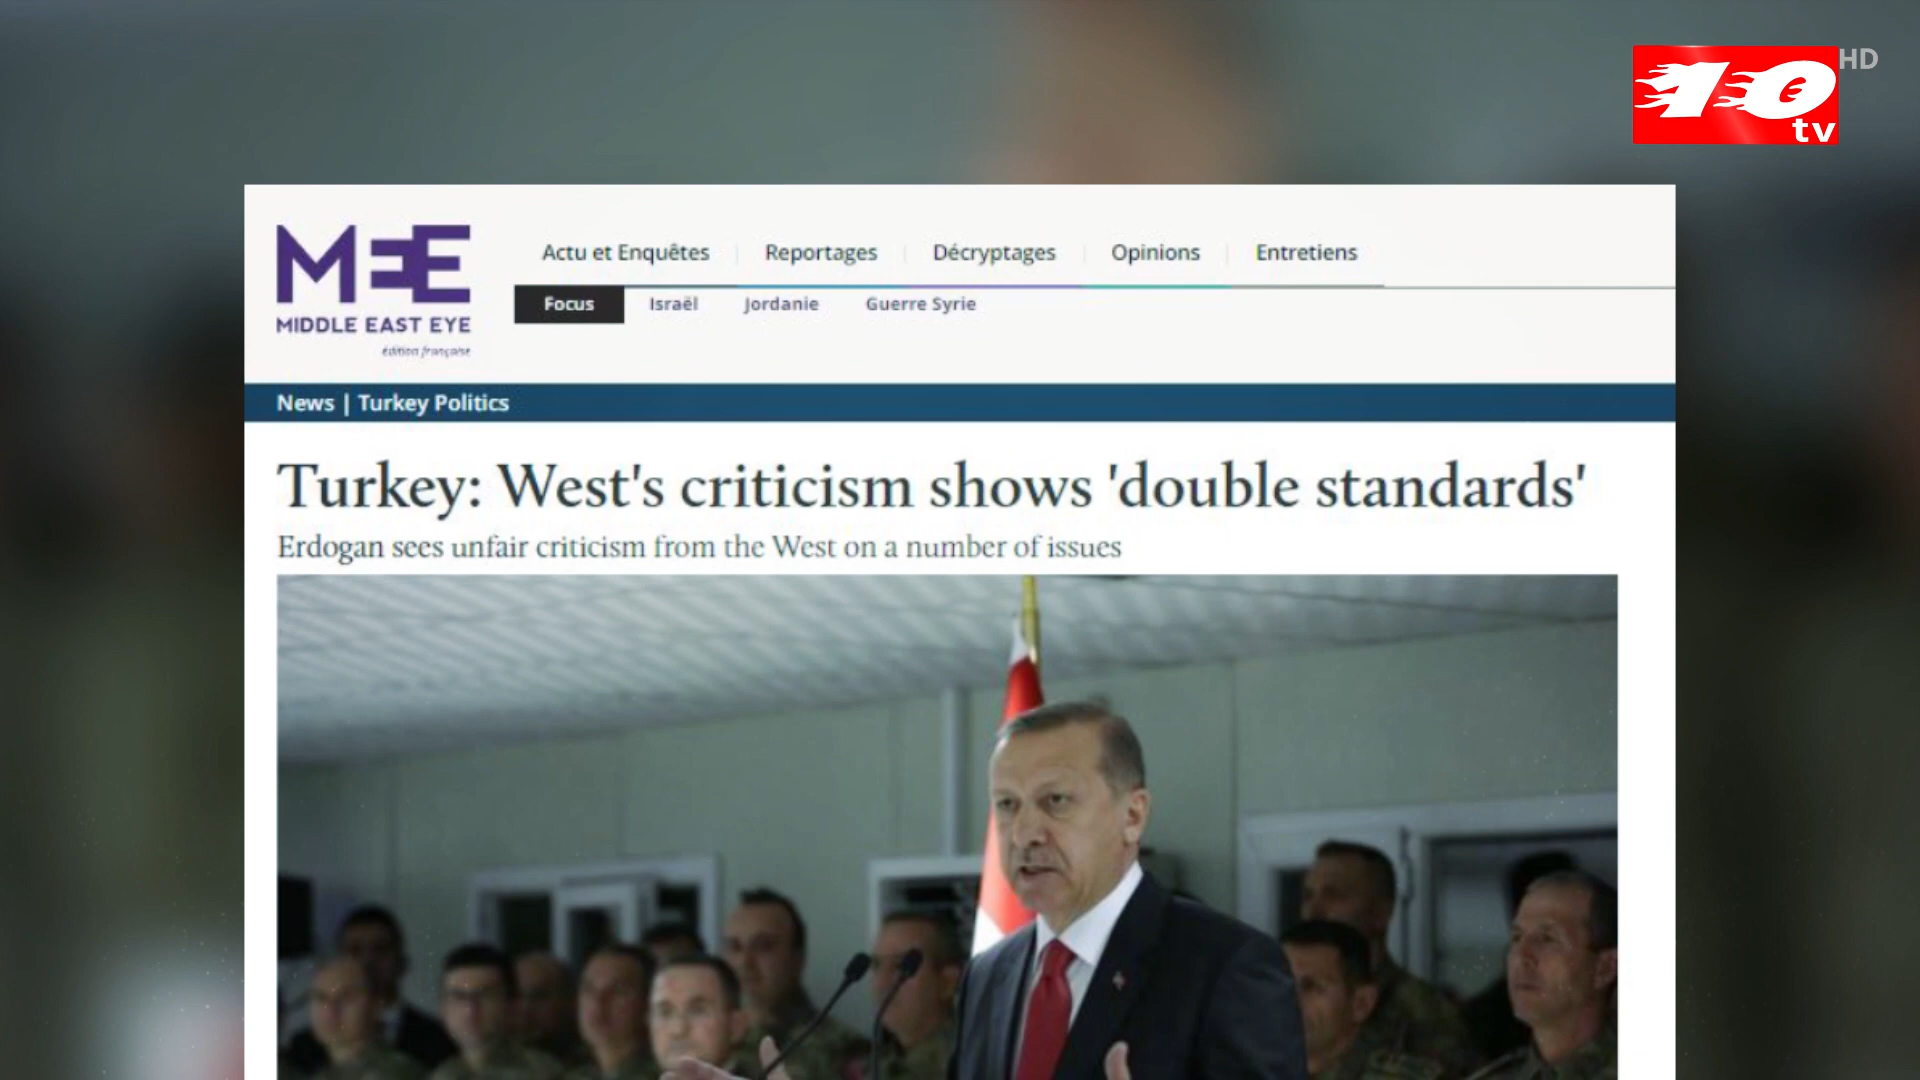 10
tv
HD
MEE
MIDDLE EAST EYE
édition française
Actu et Enquêtes
Reportages
Décryptages
Opinions
Entretiens
Focus
Israël
Jordanie
Guerre Syrie
News | Turkey Politics
Turkey: West's criticism shows 'double standards'
Erdogan sees unfair criticism from the West on a number of issues